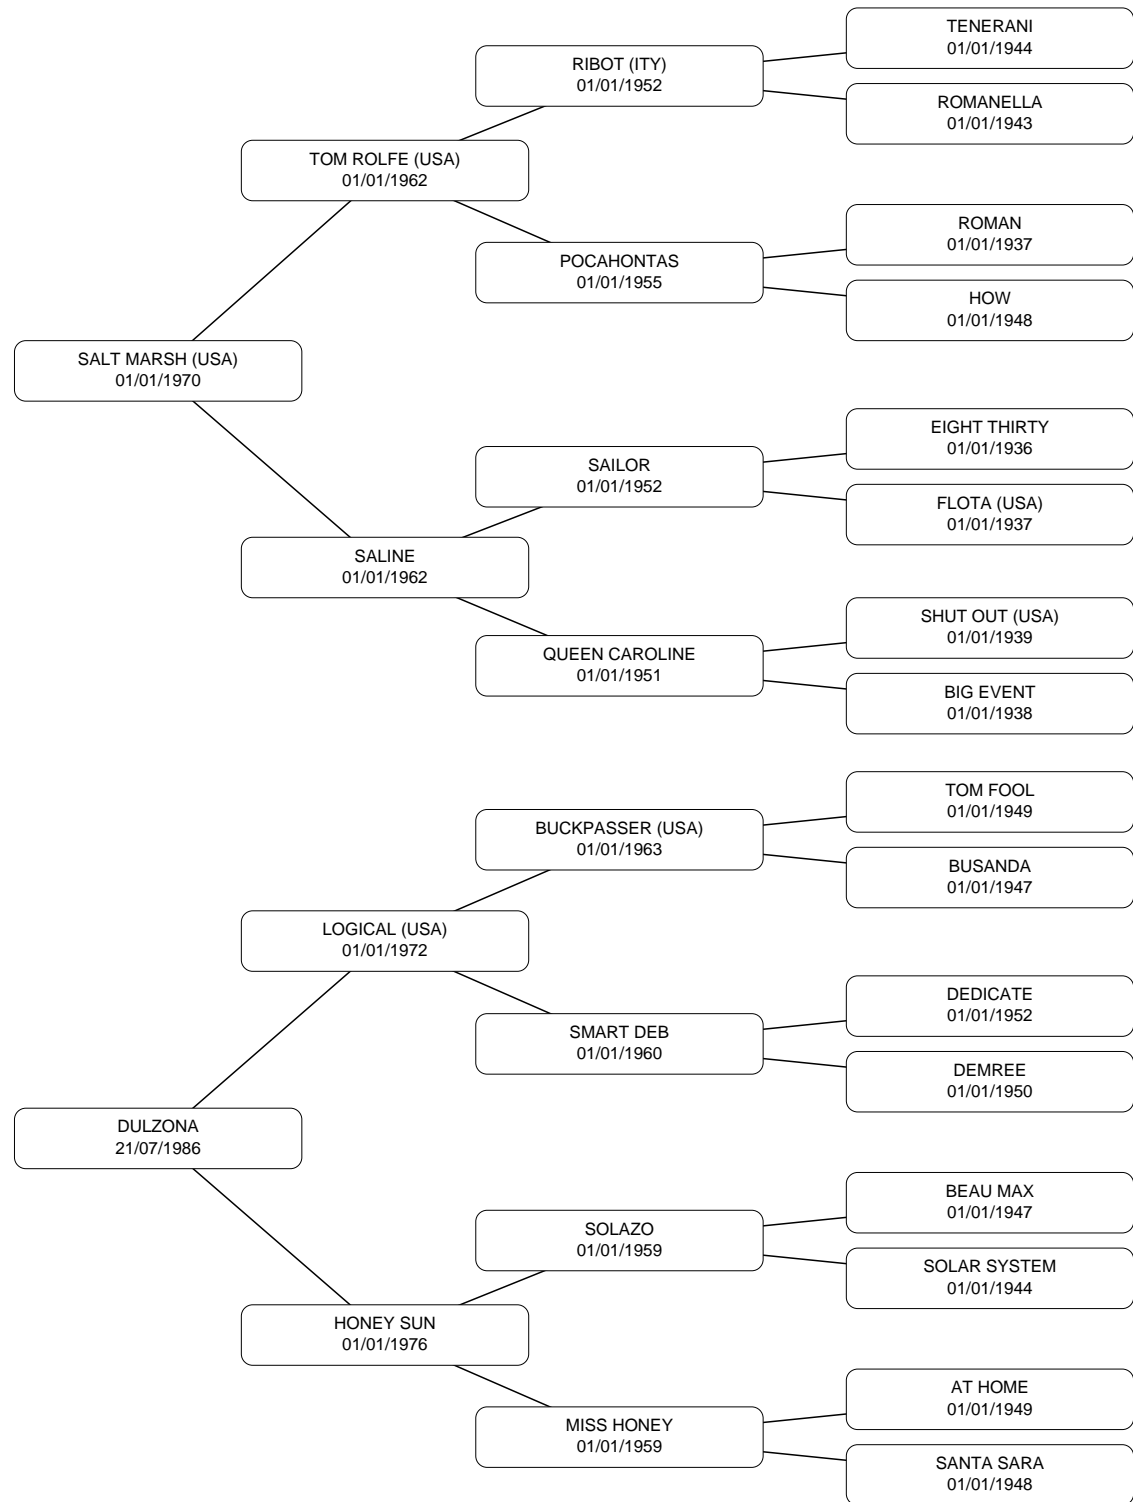 TENERANI
01/01/1944
RIBOT (ITY)
01/01/1952
ROMANELLA
01/01/1943
TOM ROLFE (USA)
01/01/1962
ROMAN
01/01/1937
POCAHONTAS
01/01/1955
HOW
01/01/1948
SALT MARSH (USA)
01/01/1970
EIGHT THIRTY
01/01/1936
SAILOR
01/01/1952
FLOTA (USA)
01/01/1937
SALINE
01/01/1962
SHUT OUT (USA)
01/01/1939
QUEEN CAROLINE
01/01/1951
BIG EVENT
01/01/1938
TOM FOOL
01/01/1949
BUCKPASSER (USA)
01/01/1963
BUSANDA
01/01/1947
LOGICAL (USA)
01/01/1972
DEDICATE
01/01/1952
SMART DEB
01/01/1960
DEMREE
01/01/1950
DULZONA
21/07/1986
BEAU MAX
01/01/1947
SOLAZO
01/01/1959
SOLAR SYSTEM
01/01/1944
HONEY SUN
01/01/1976
AT HOME
01/01/1949
MISS HONEY
01/01/1959
SANTA SARA
01/01/1948